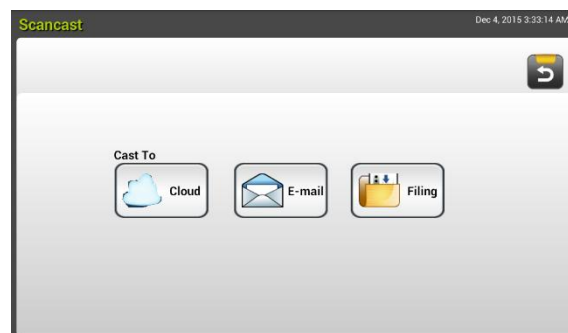 Scancast
Dec 4, 2015 3:33:14 AM
Cast To
Cloud
E-mail
Filing